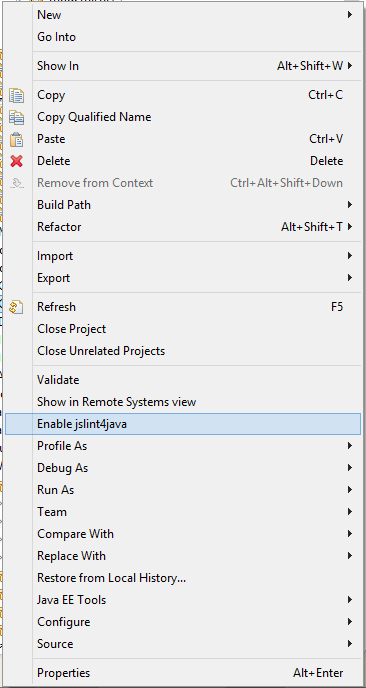 New
Go Into
Show In Alt+Shift+W
Copy Ctrl+C
Copy Qualified Name
Paste Ctrl+V
Delete Delete
Remove from Context Ctrl+Alt+Shift+Down
Build Path
Refactor Alt+Shift+T
Import
Export
Refresh F5
Close Project
Close Unrelated Projects
Validate
Show in Remote Systems view
Enable jslint4java
Profile As
Debug As
Run As
Team
Compare With
Replace With
Restore from Local History...
Java EE Tools
Configure
Source
Properties Alt+Enter